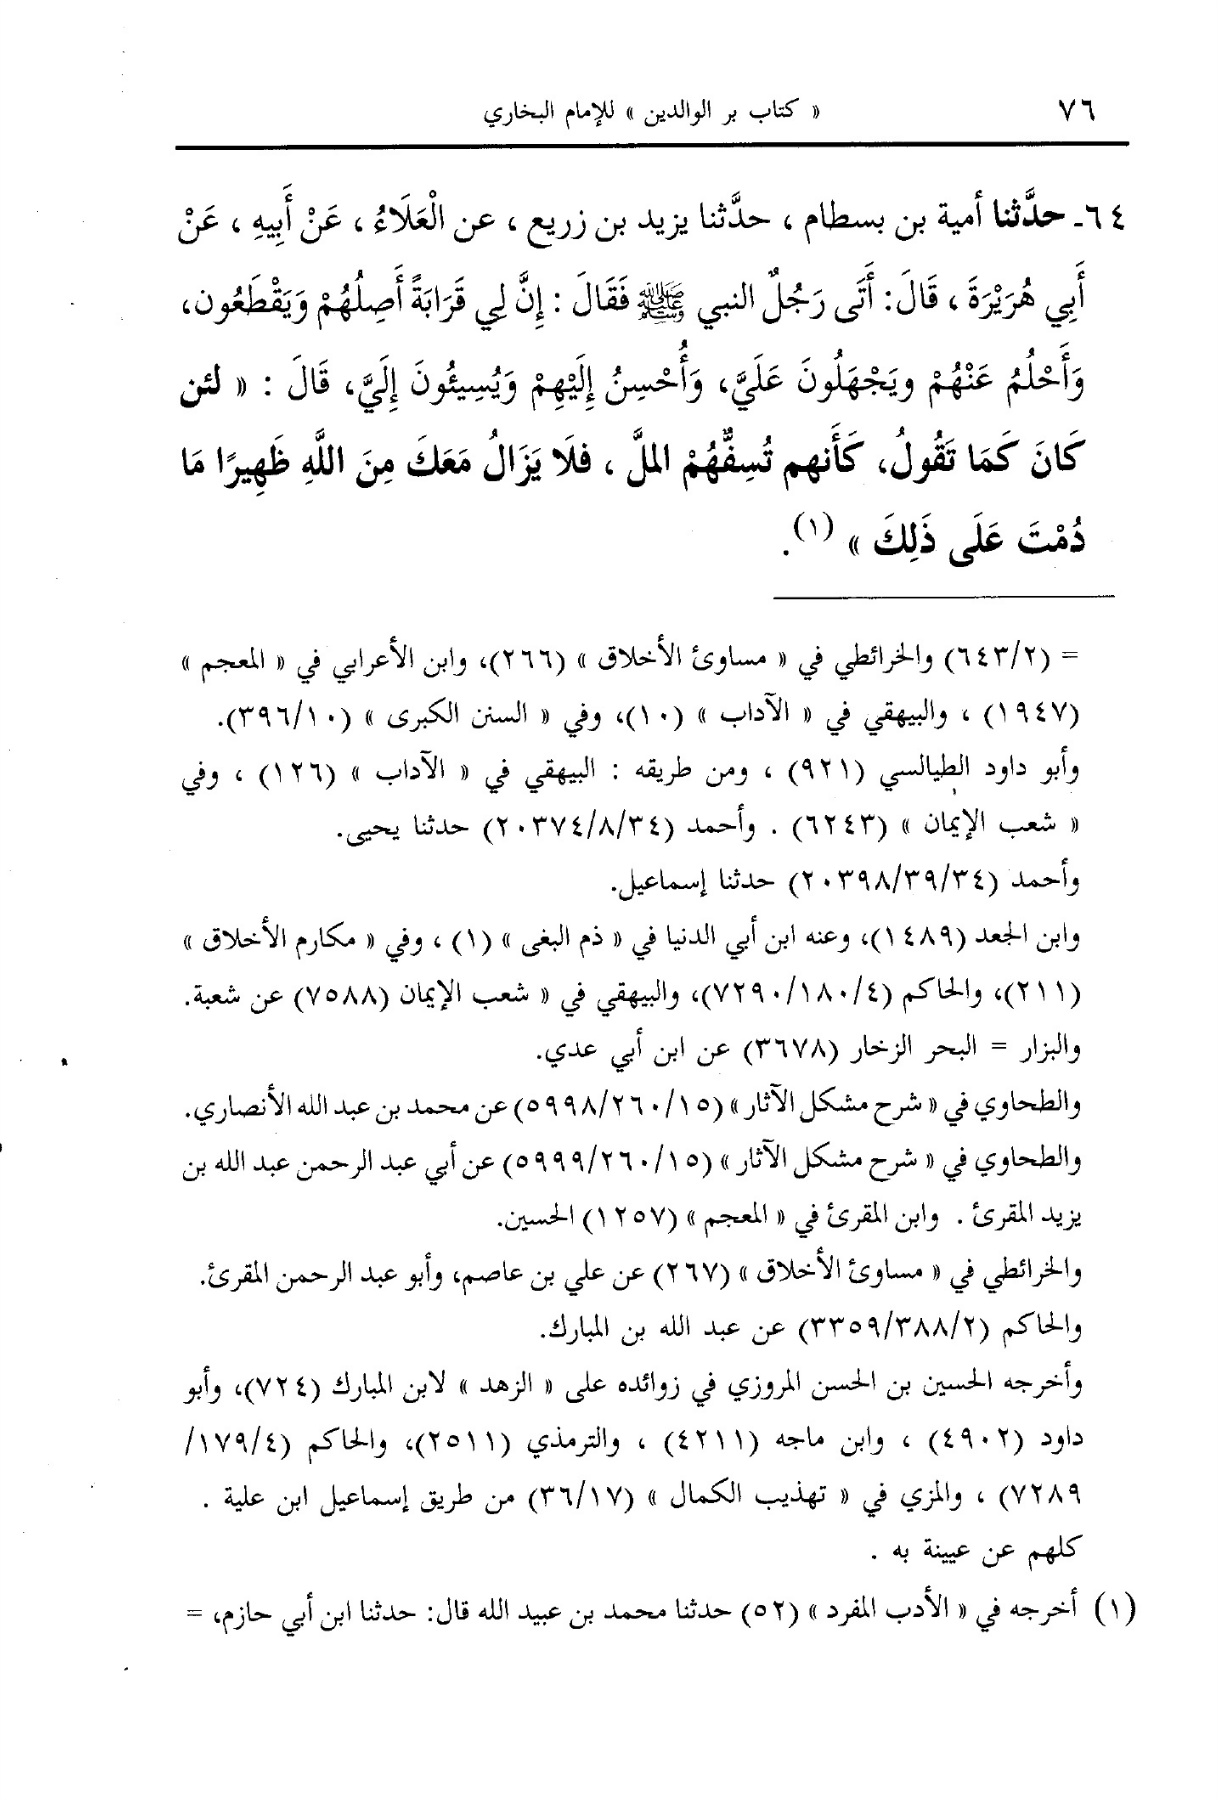 ٧٦
« كتاب بر الوالدين » للإمام البخاري
٦٤ـ حدَّثنا أمية بن بسطام ، حدَّثنا يزيد بن زريع ، عن الْعَلَاءُ ، عَنْ أَبِيهِ ، عَنْ
أَبِي هُرَيْرَةَ ، قَالَ: أَتَى رَجُلٌ النبي ﷺ فَقَالَ : إِنَّ لِي قَرَابَةً أَصِلُهُمْ وَيَقْطَعُون،
وَأَحْلُمُ عَنْهُمْ ويَجْهَلُونَ عَلَيَّ، وَأُحْسِنُ إِلَيْهِمْ وَيُسِيئُونَ إِلَيَّ، قَالَ : « لئن
كَانَ كَمَا تَقُولُ، كَأَنهم تُسِفُّهُمْ الملَّ ، فلَا يَزَالُ مَعَكَ مِنَ اللَّهِ ظَهِيرًا مَا
دُمْتَ عَلَى ذَلِكَ » (١).
= (٦٤٣/٢) والخرائطي في « مساوئ الأخلاق » (٢٦٦)، وابن الأعرابي في « المعجم »
(١٩٤٧) ، والبيهقي في « الآداب » (١٠)، وفي « السنن الكبرى » (٣٩٦/١٠).
وأبو داود الطيالسي (٩٢١) ، ومن طريقه : البيهقي في « الآداب » (١٢٦) ، وفي
« شعب الإيمان » (٦٢٤٣) . وأحمد (٢٠٣٧٤/٨/٣٤) حدثنا يحيى.
وأحمد (٢٠٣٩٨/٣٩/٣٤) حدثنا إسماعيل.
وابن الجعد (١٤٨٩)، وعنه ابن أبي الدنيا في « ذم البغى » (١) ، وفي « مكارم الأخلاق »
(٢١١)، والحاكم (٧٢٩٠/١٨٠/٤)، والبيهقي في « شعب الإيمان (٧٥٨٨) عن شعبة.
والبزار = البحر الزخار (٣٦٧٨) عن ابن أبي عدي.
والطحاوي في « شرح مشكل الآثار » (٥٩٩٨/٢٦٠/١٥) عن محمد بن عبد الله الأنصاري.
والطحاوي في « شرح مشكل الآثار » (٥٩٩٩/٢٦٠/١٥) عن أبي عبد الرحمن عبد الله بن
يزيد المقرئ . وابن المقرئ في « المعجم » (١٢٥٧) الحسين.
والخرائطي في « مساوئ الأخلاق » (٢٦٧) عن علي بن عاصم، وأبو عبد الرحمن المقرئ.
والحاكم (٣٣٥٩/٣٨٨/٢) عن عبد الله بن المبارك.
وأخرجه الحسين بن الحسن المروزي في زوائده على « الزهد » لابن المبارك (٧٢٤)، وأبو
داود (٤٩٠٢) ، وابن ماجه (٤٢١١) ، والترمذي (٢٥١١)، والحاكم (١٧٩/٤/
٧٢٨٩) ، والمزي في « تهذيب الكمال » (٣٦/١٧) من طريق إسماعيل ابن علية .
كلهم عن عيينة به .
(١) أخرجه في « الأدب المفرد » (٥٢) حدثنا محمد بن عبيد الله قال: حدثنا ابن أبي حازم، =